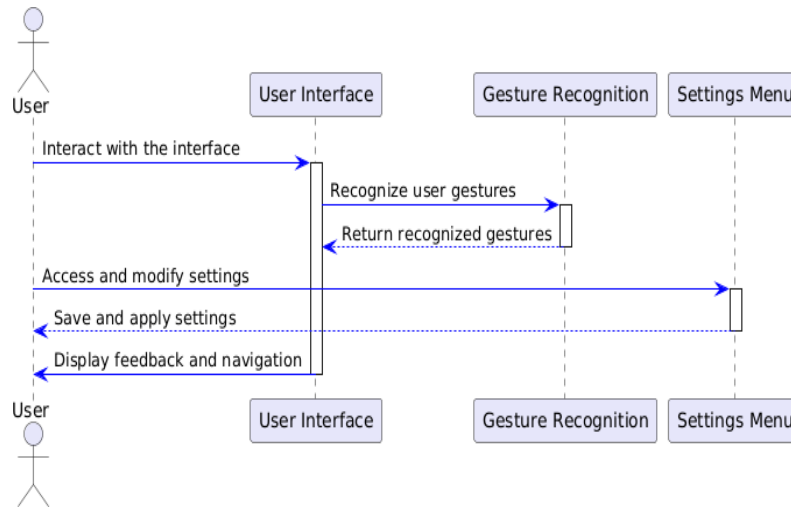 User
User Interface
Gesture Recognition
Settings Menu
Interact with the interface
Recognize user gestures
Return recognized gestures
Access and modify settings
Save and apply settings
Display feedback and navigation
User
User Interface
Gesture Recognition
Settings Menu